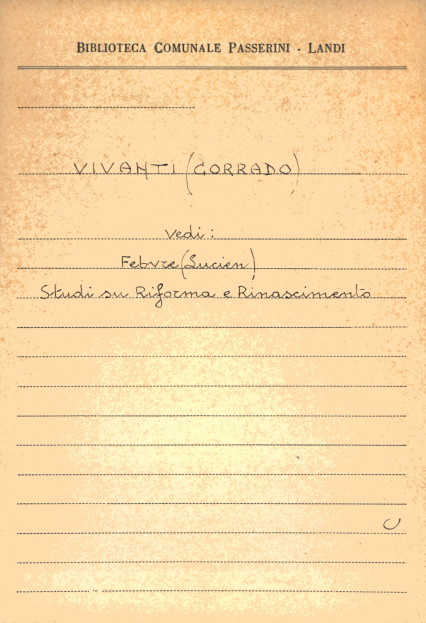 BIBLIOTECA COMUNALE PASSERINI - LANDI
VIVANTI (CORRADO)
Vedi:
Febvre (Lucien)
Studi su Riforma e Rinascimento